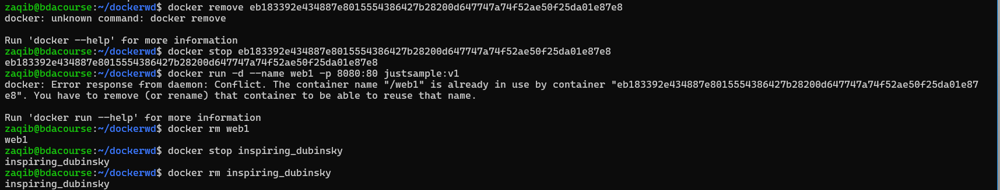 zaqib@bdacourse:~/dockerwd$ docker remove eb183392e434887e8015554386427b28200d647747a74f52ae50f25da01e87e8
docker: unknown command: docker remove
Run 'docker --help' for more information
zaqib@bdacourse:~/dockerwd$ docker stop eb183392e434887e8015554386427b28200d647747a74f52ae50f25da01e87e8
eb183392e434887e8015554386427b28200d647747a74f52ae50f25da01e87e8
zaqib@bdacourse:~/dockerwd$ docker run -d --name web1 -p 8080:80 justsample:v1
docker: Error response from daemon: Conflict. The container name "/web1" is already in use by container "eb183392e434887e8015554386427b28200d647747a74f52ae50f25da01e87
e8". You have to remove (or rename) that container to be able to reuse that name.
Run 'docker run --help' for more information
zaqib@bdacourse:~/dockerwd$ docker rm web1
web1
zaqib@bdacourse:~/dockerwd$ docker stop inspiring_dubinsky
inspiring_dubinsky
zaqib@bdacourse:~/dockerwd$ docker rm inspiring_dubinsky
inspiring_dubinsky